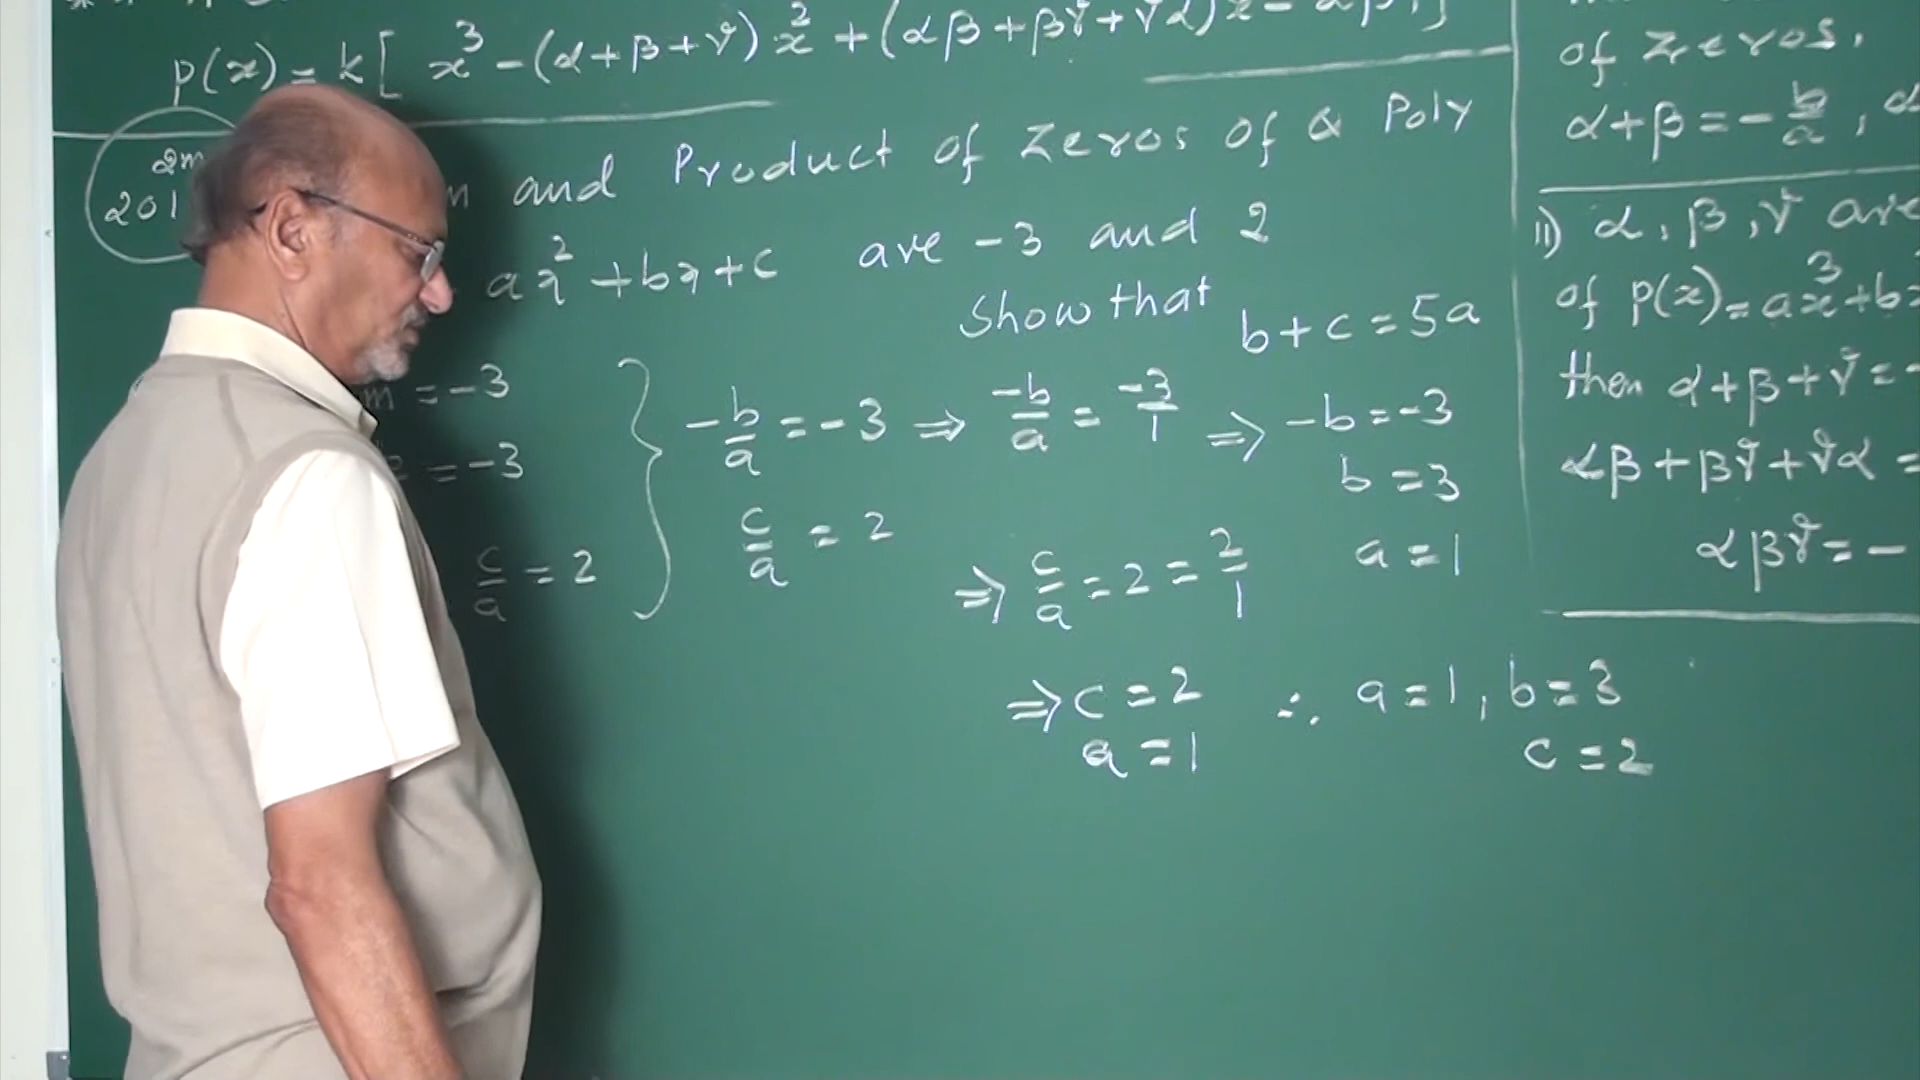 p(x) = k[ x³ - (α+β+γ) x² + (αβ+βγ+γα)x -
2m
201
and Product of Zeros of Q Poly
ax² + bx + c are -3 and 2
Show that b + c = 5a
= -3
= -3
c/a = 2
-b/a = -3 ⇒ -b/a = -3/1 ⇒ -b = -3
b = 3
a = 1
c/a = 2
⇒ c/a = 2 = 2/1
⇒ c = 2
a = 1
∴ a = 1, b = 3
c = 2
of Zeros.
α+β = -b/a ,
ii) α, β, γ are
of p(x) = ax³ + b
then α+β+γ = -
αβ + βγ + γα =
αβγ = -